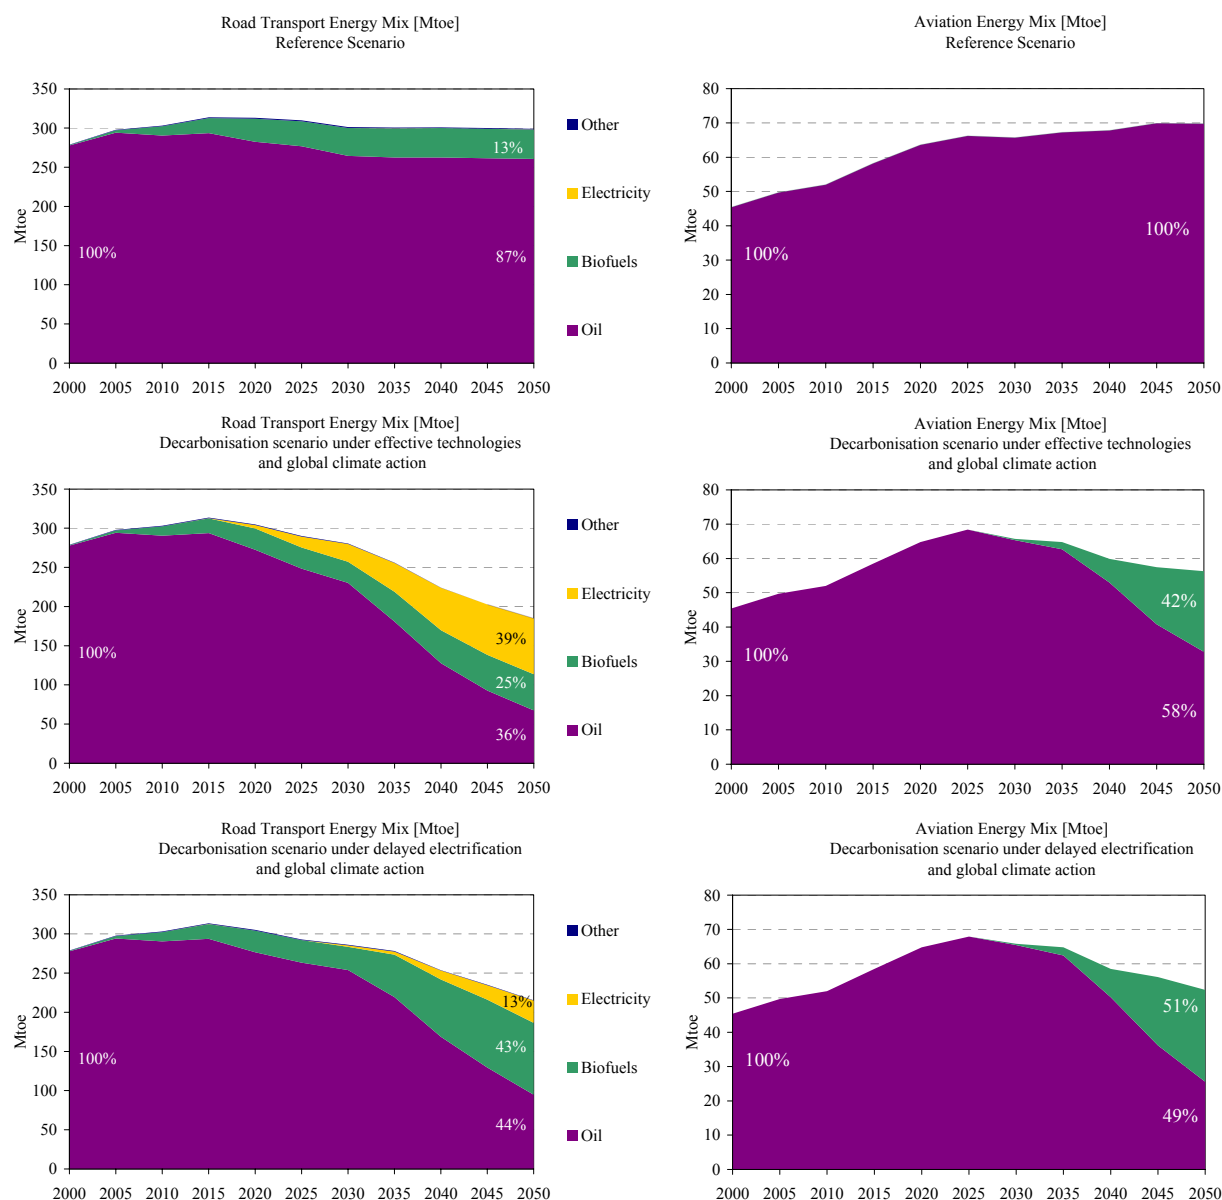 Road Transport Energy Mix [Mtoe]
Reference Scenario
350
300
250
200
150
100
50
0
Mtoe
100%
13%
87%
2000 2005 2010 2015 2020 2025 2030 2035 2040 2045 2050
Other
Electricity
Biofuels
Oil
Aviation Energy Mix [Mtoe]
Reference Scenario
80
70
60
50
40
30
20
10
0
Mtoe
100%
100%
2000 2005 2010 2015 2020 2025 2030 2035 2040 2045 2050
Road Transport Energy Mix [Mtoe]
Decarbonisation scenario under effective technologies
and global climate action
350
300
250
200
150
100
50
0
Mtoe
100%
39%
25%
36%
2000 2005 2010 2015 2020 2025 2030 2035 2040 2045 2050
Other
Electricity
Biofuels
Oil
Aviation Energy Mix [Mtoe]
Decarbonisation scenario under effective technologies
and global climate action
80
70
60
50
40
30
20
10
0
Mtoe
100%
42%
58%
2000 2005 2010 2015 2020 2025 2030 2035 2040 2045 2050
Road Transport Energy Mix [Mtoe]
Decarbonisation scenario under delayed electrification
and global climate action
350
300
250
200
150
100
50
0
Mtoe
100%
13%
43%
44%
2000 2005 2010 2015 2020 2025 2030 2035 2040 2045 2050
Other
Electricity
Biofuels
Oil
Aviation Energy Mix [Mtoe]
Decarbonisation scenario under delayed electrification
and global climate action
80
70
60
50
40
30
20
10
0
Mtoe
100%
51%
49%
2000 2005 2010 2015 2020 2025 2030 2035 2040 2045 2050